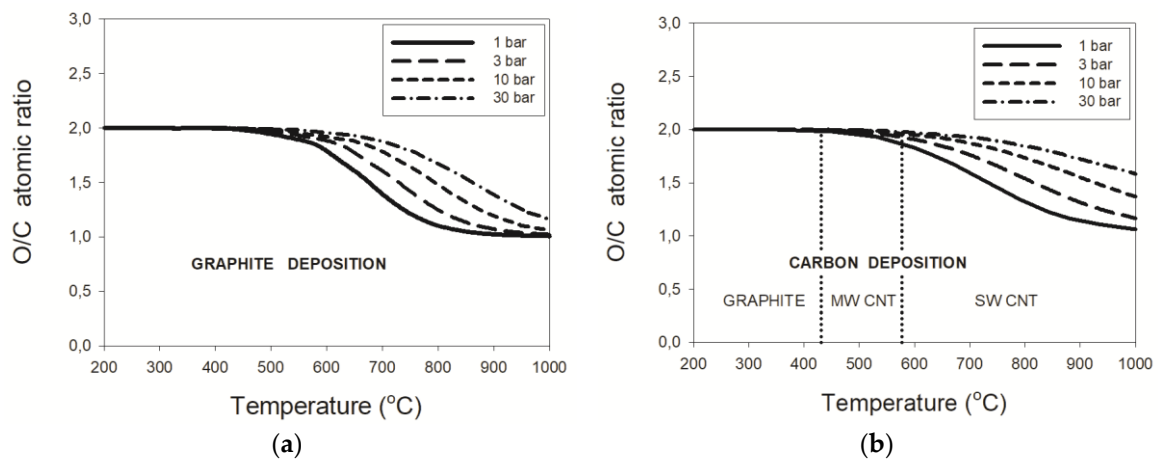 3,0
2,5
2,0
1,5
1,0
0,5
0,0
O/C atomic ratio
1 bar
3 bar
10 bar
30 bar
GRAPHITE DEPOSITION
200 300 400 500 600 700 800 900 1000
Temperature (°C)
(a)
3,0
2,5
2,0
1,5
1,0
0,5
0,0
O/C atomic ratio
1 bar
3 bar
10 bar
30 bar
CARBON DEPOSITION
GRAPHITE MW CNT SW CNT
200 300 400 500 600 700 800 900 1000
Temperature (°C)
(b)